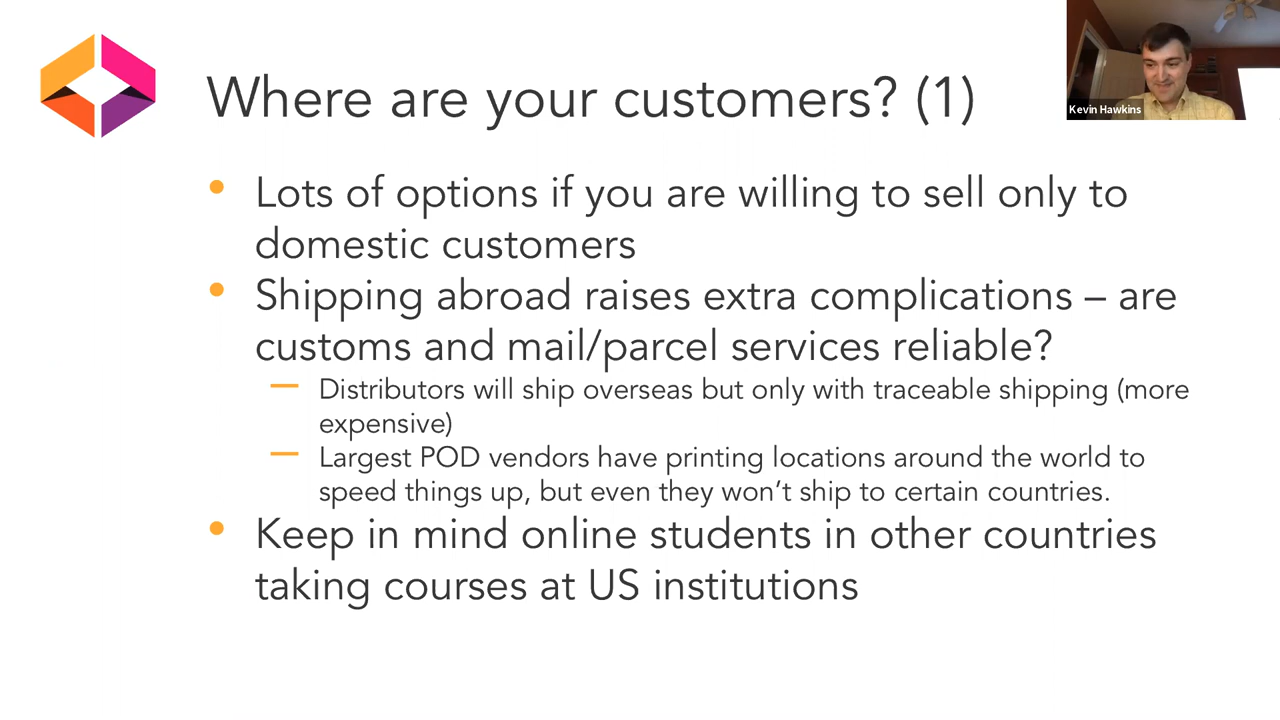 Where are your customers? (1)
Kevin Hawkins
• Lots of options if you are willing to sell only to
domestic customers
• Shipping abroad raises extra complications – are
customs and mail/parcel services reliable?
— Distributors will ship overseas but only with traceable shipping (more
expensive)
— Largest POD vendors have printing locations around the world to
speed things up, but even they won’t ship to certain countries.
• Keep in mind online students in other countries
taking courses at US institutions